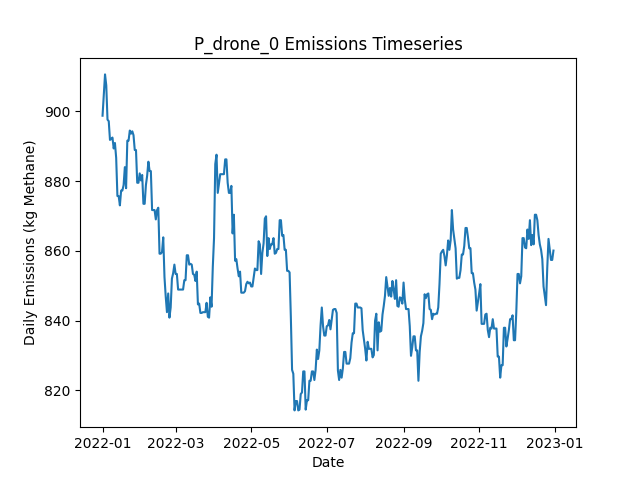 P_drone_0 Emissions Timeseries
Daily Emissions (kg Methane)
900
880
860
840
820
2022-01 2022-03 2022-05 2022-07 2022-09 2022-11 2023-01
Date